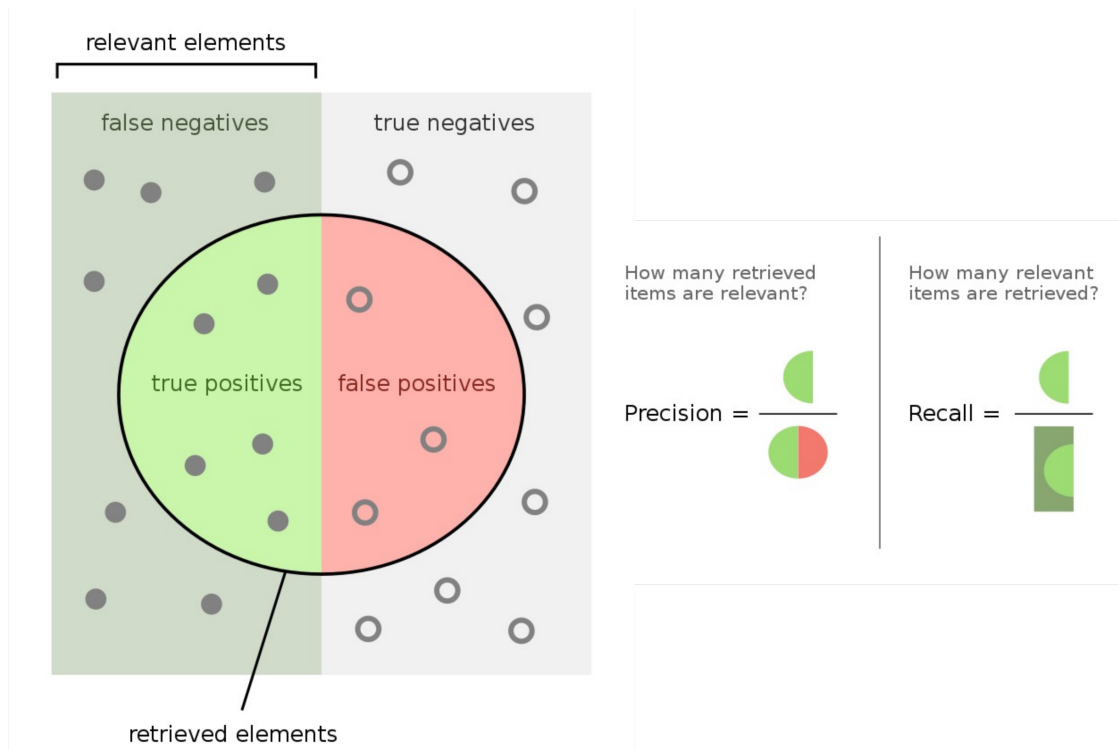 relevant elements
false negatives
true negatives
true positives
false positives
retrieved elements
How many retrieved
items are relevant?
Precision =
How many relevant
items are retrieved?
Recall =